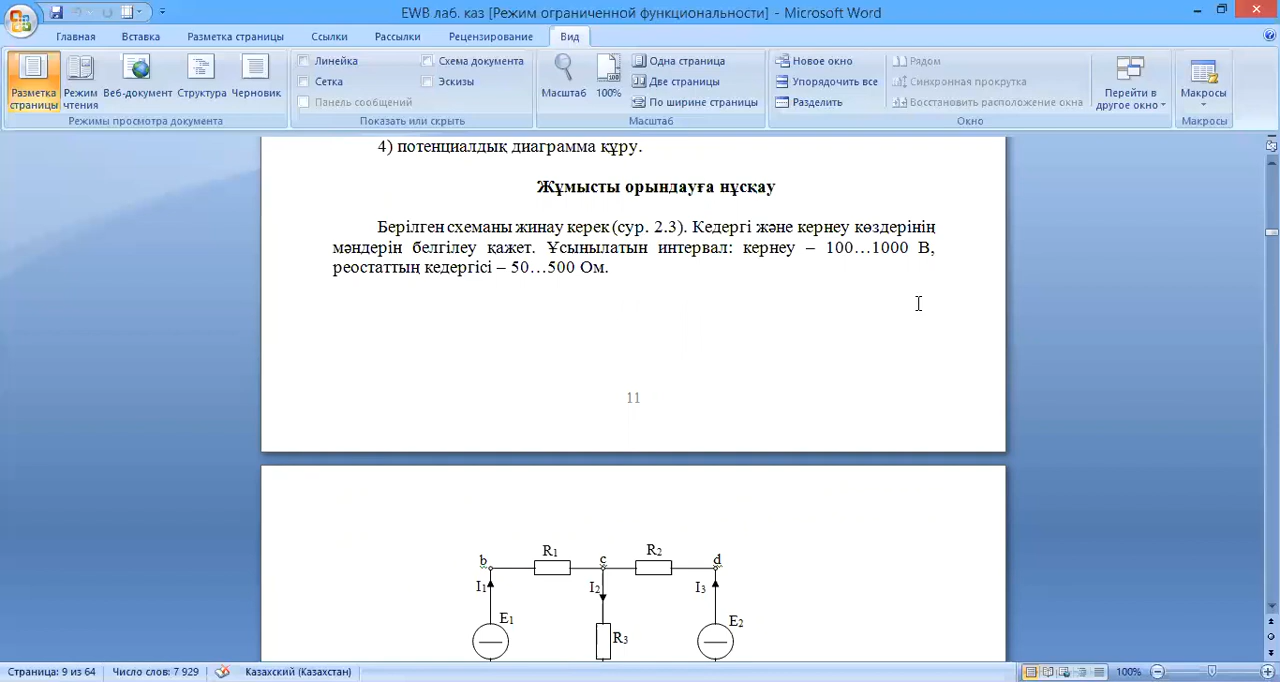 EWB лаб. каз [Режим ограниченной функциональности] - Microsoft Word
Главная Вставка Разметка страницы Ссылки Рассылки Рецензирование Вид
Разметка страницы
Режим чтения
Веб-документ
Структура
Черновик
Режимы просмотра документа
Линейка
Сетка
Панель сообщений
Схема документа
Эскизы
Показать или скрыть
Масштаб
100%
Одна страница
Две страницы
По ширине страницы
Масштаб
Новое окно
Упорядочить все
Разделить
Рядом
Синхронная прокрутка
Восстановить расположение окна
Перейти в другое окно
Окно
Макросы
Макросы
4) потенциалдық диаграмма құру.
Жұмысты орындауға нұсқау
Берілген схеманы жинау керек (сур. 2.3). Кедергі және кернеу көздерінің
мәндерін белгілеу қажет. Ұсынылатын интервал: кернеу – 100…1000 В,
реостаттың кедергісі – 50…500 Ом.
11
b R1 c R2 d
I1 I2 I3
E1 R3 E2
Страница: 9 из 64 Число слов: 7 929 Казахский (Казахстан) 100%